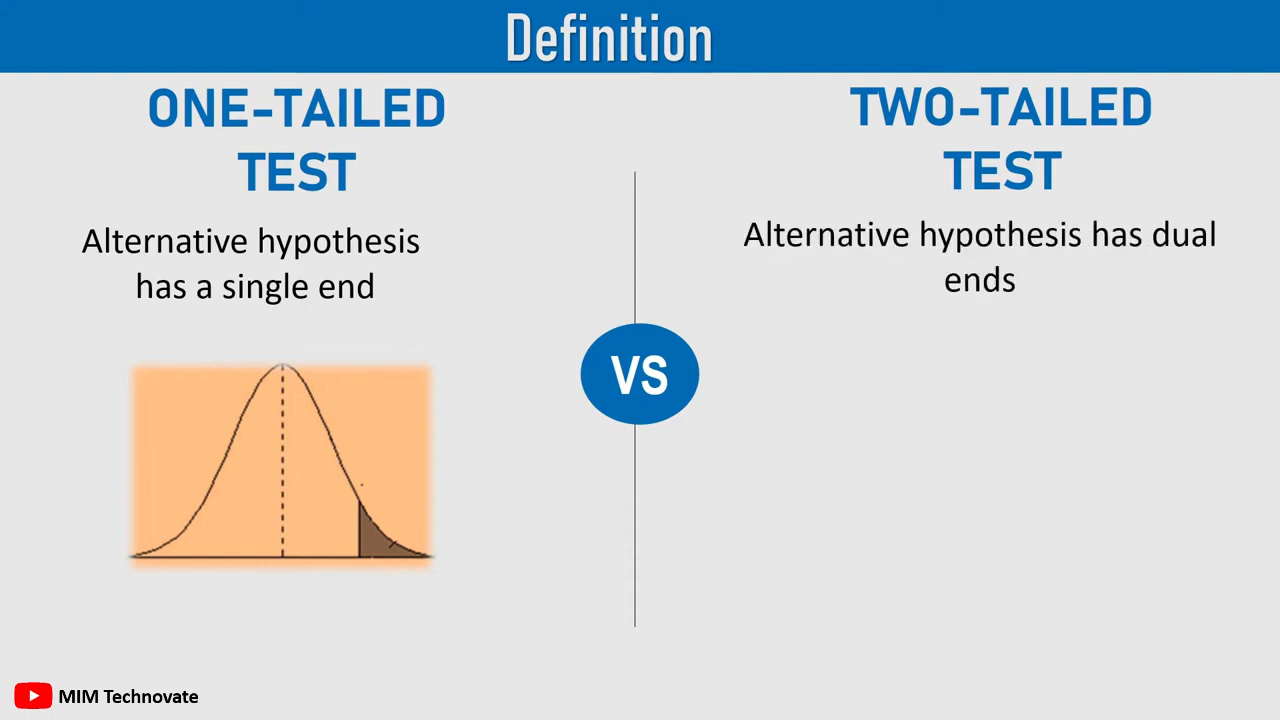 Definition
ONE-TAILED
TEST
Alternative hypothesis
has a single end
TWO-TAILED
TEST
Alternative hypothesis has dual
ends
VS
MIM Technovate